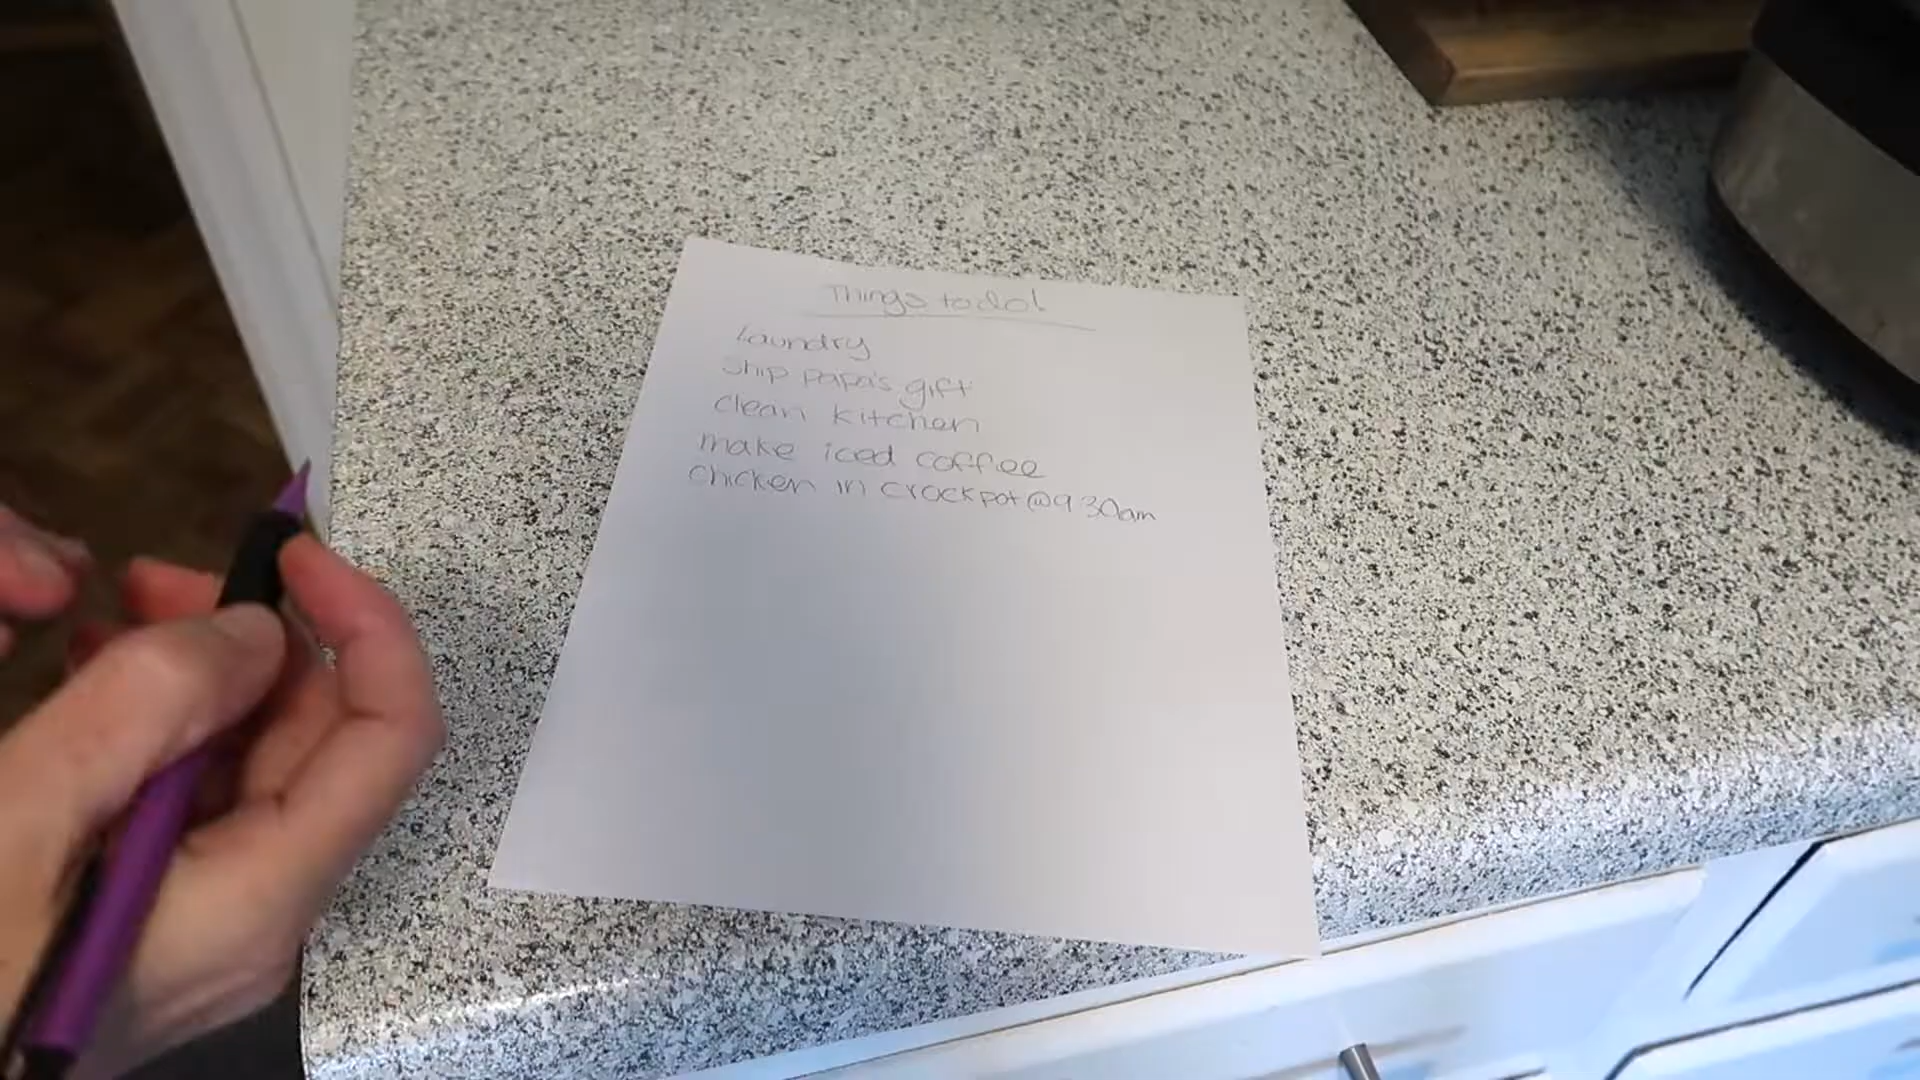 Things to do!
Laundry
Ship papa's gift
clean kitchen
make iced coffee
chicken in crockpot @ 9:30am